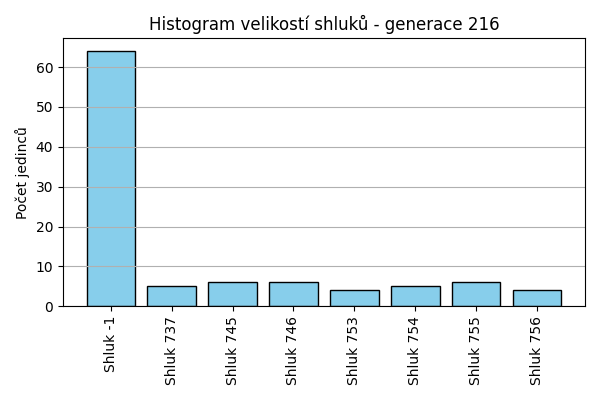 Histogram velikostí shluků - generace 216
Počet jedinců
60
50
40
30
20
10
0
Shluk -1
Shluk 737
Shluk 745
Shluk 746
Shluk 753
Shluk 754
Shluk 755
Shluk 756